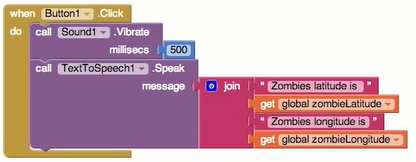 when Button1 .Click
do call Sound1 .Vibrate
millisecs 500
call TextToSpeech1 .Speak
message join " Zombies latitude is "
get global zombieLatitude
" Zombies longitude is "
get global zombieLongitude